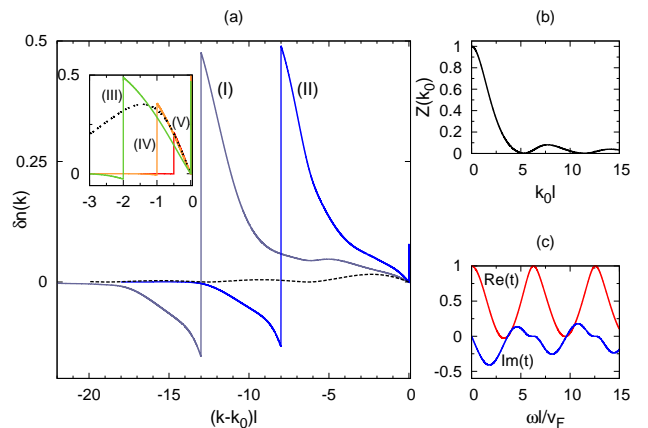 (a)
0.5
0.25
0
δn(k)
-20
-15
-10
-5
0
(k-k₀)l
(I)
(II)
0.5
0
-3
-2
-1
0
(III)
(IV)
(V)
(b)
1
0.8
0.6
0.4
0.2
0
Z(k₀)
0
5
10
15
k₀l
(c)
1
0.5
0
-0.5
Re(t)
Im(t)
0
5
10
15
ωl/v_F